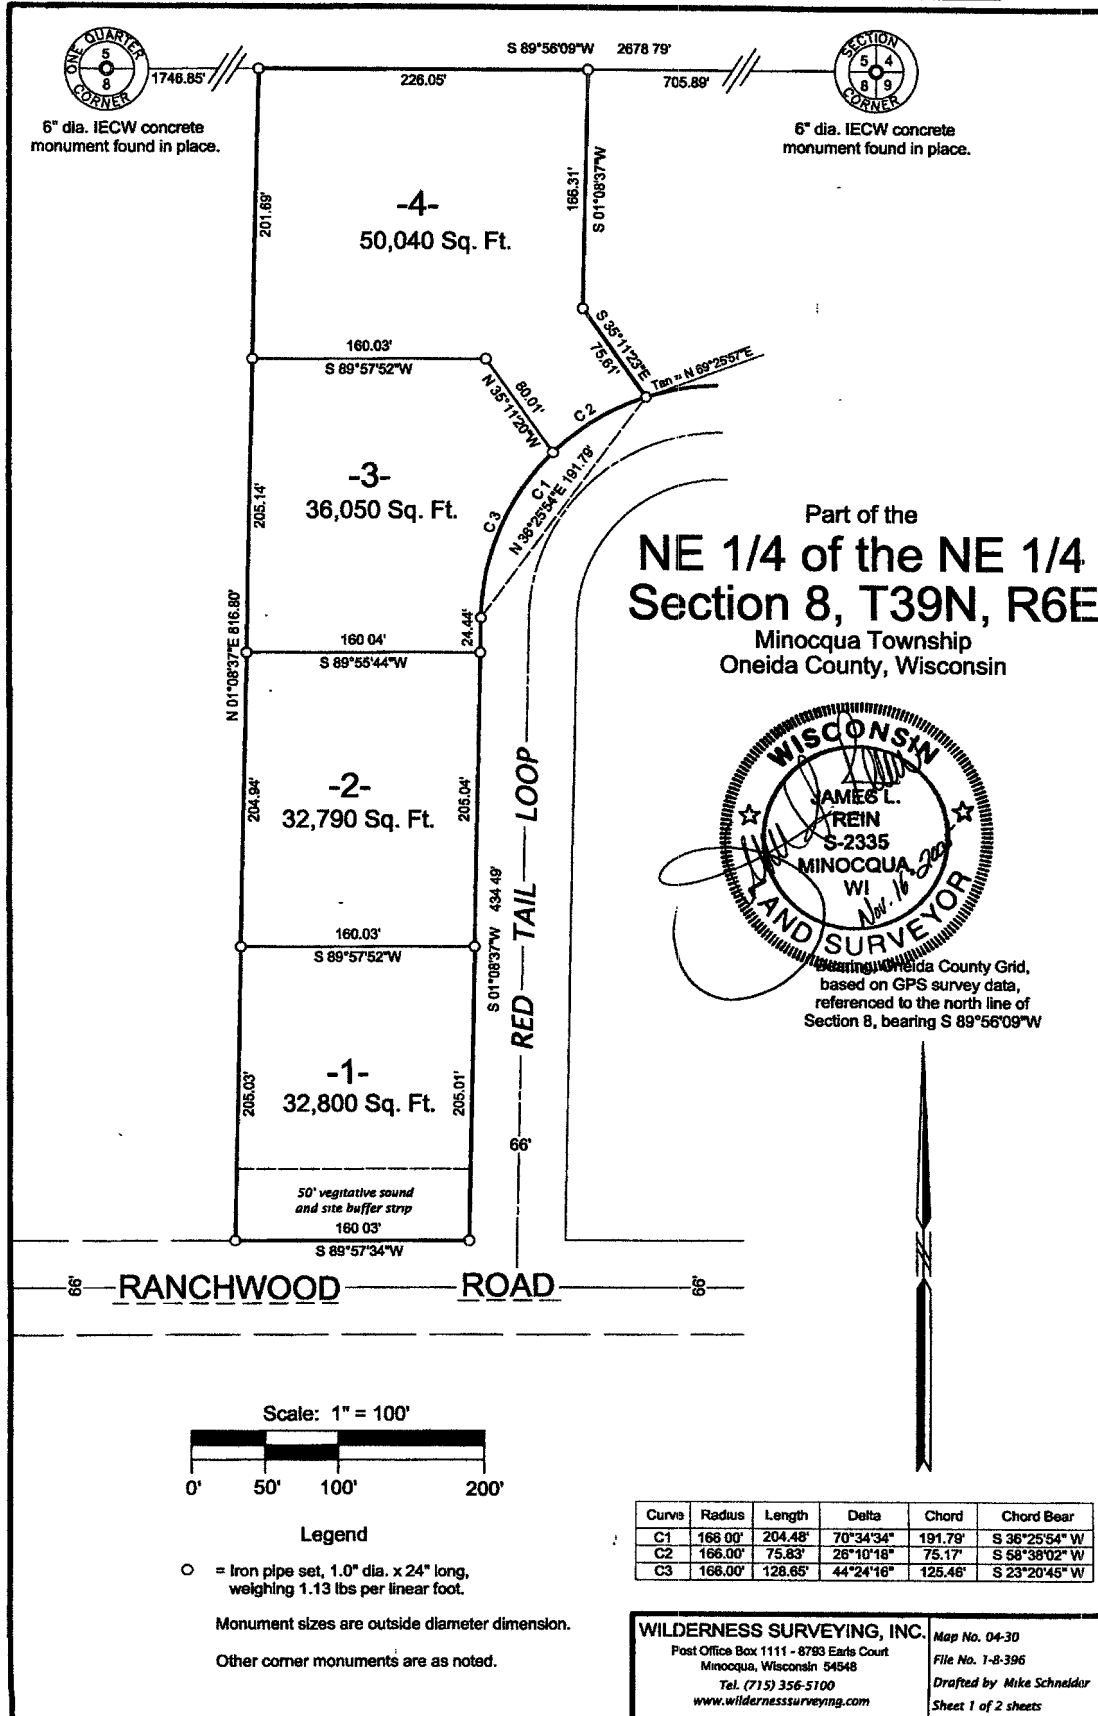 S 89°56'09"W 2678 79'
ONE QUARTER
CORNER
5
8
1746.85'
226.05'
705.89'
SECTION
CORNER
5 4
8 9
6" dia. IECW concrete
monument found in place.
6" dia. IECW concrete
monument found in place.
201.69'
166.31'
S 01°08'37"W
-4-
50,040 Sq. Ft.
S 35°11'23"E
75.61'
Tan = N 69°25'57"E
160.03'
S 89°57'52"W
80.01'
N 35°11'20"W
C 2
C 1
N 36°25'54"E 191.79'
C 3
205.14'
-3-
36,050 Sq. Ft.
24.44'
N 01°08'37"E 816.80'
160 04'
S 89°55'44"W
Part of the
NE 1/4 of the NE 1/4
Section 8, T39N, R6E
Minocqua Township
Oneida County, Wisconsin
204.94'
-2-
32,790 Sq. Ft.
205.04'
S 01°08'37"W 434 49'
RED TAIL LOOP
WISCONSIN
JAMES L.
REIN
S-2335
MINOCQUA,
WI
Nov. 16,
LAND SURVEYOR
160.03'
S 89°57'52"W
Bearing, Oneida County Grid,
based on GPS survey data,
referenced to the north line of
Section 8, bearing S 89°56'09"W
205.03'
-1-
32,800 Sq. Ft.
205.01'
66'
50' vegitative sound
and site buffer strip
160 03'
S 89°57'34"W
66' RANCHWOOD ROAD 66'
Scale: 1" = 100'
0' 50' 100' 200'
Legend
= Iron pipe set, 1.0" dia. x 24" long,
weighing 1.13 lbs per linear foot.
Monument sizes are outside diameter dimension.
Other corner monuments are as noted.
Curve Radius Length Delta Chord Chord Bear
C1 166 00' 204.48' 70°34'34" 191.79' S 36°25'54" W
C2 166.00' 75.83' 26°10'18" 75.17' S 58°38'02" W
C3 166.00' 128.65' 44°24'16" 125.46' S 23°20'45" W
WILDERNESS SURVEYING, INC.
Post Office Box 1111 - 8793 Earls Court
Minocqua, Wisconsin 54548
Tel. (715) 356-5100
www.wildernesssurveying.com
Map No. 04-30
File No. 1-8-396
Drafted by Mike Schneider
Sheet 1 of 2 sheets